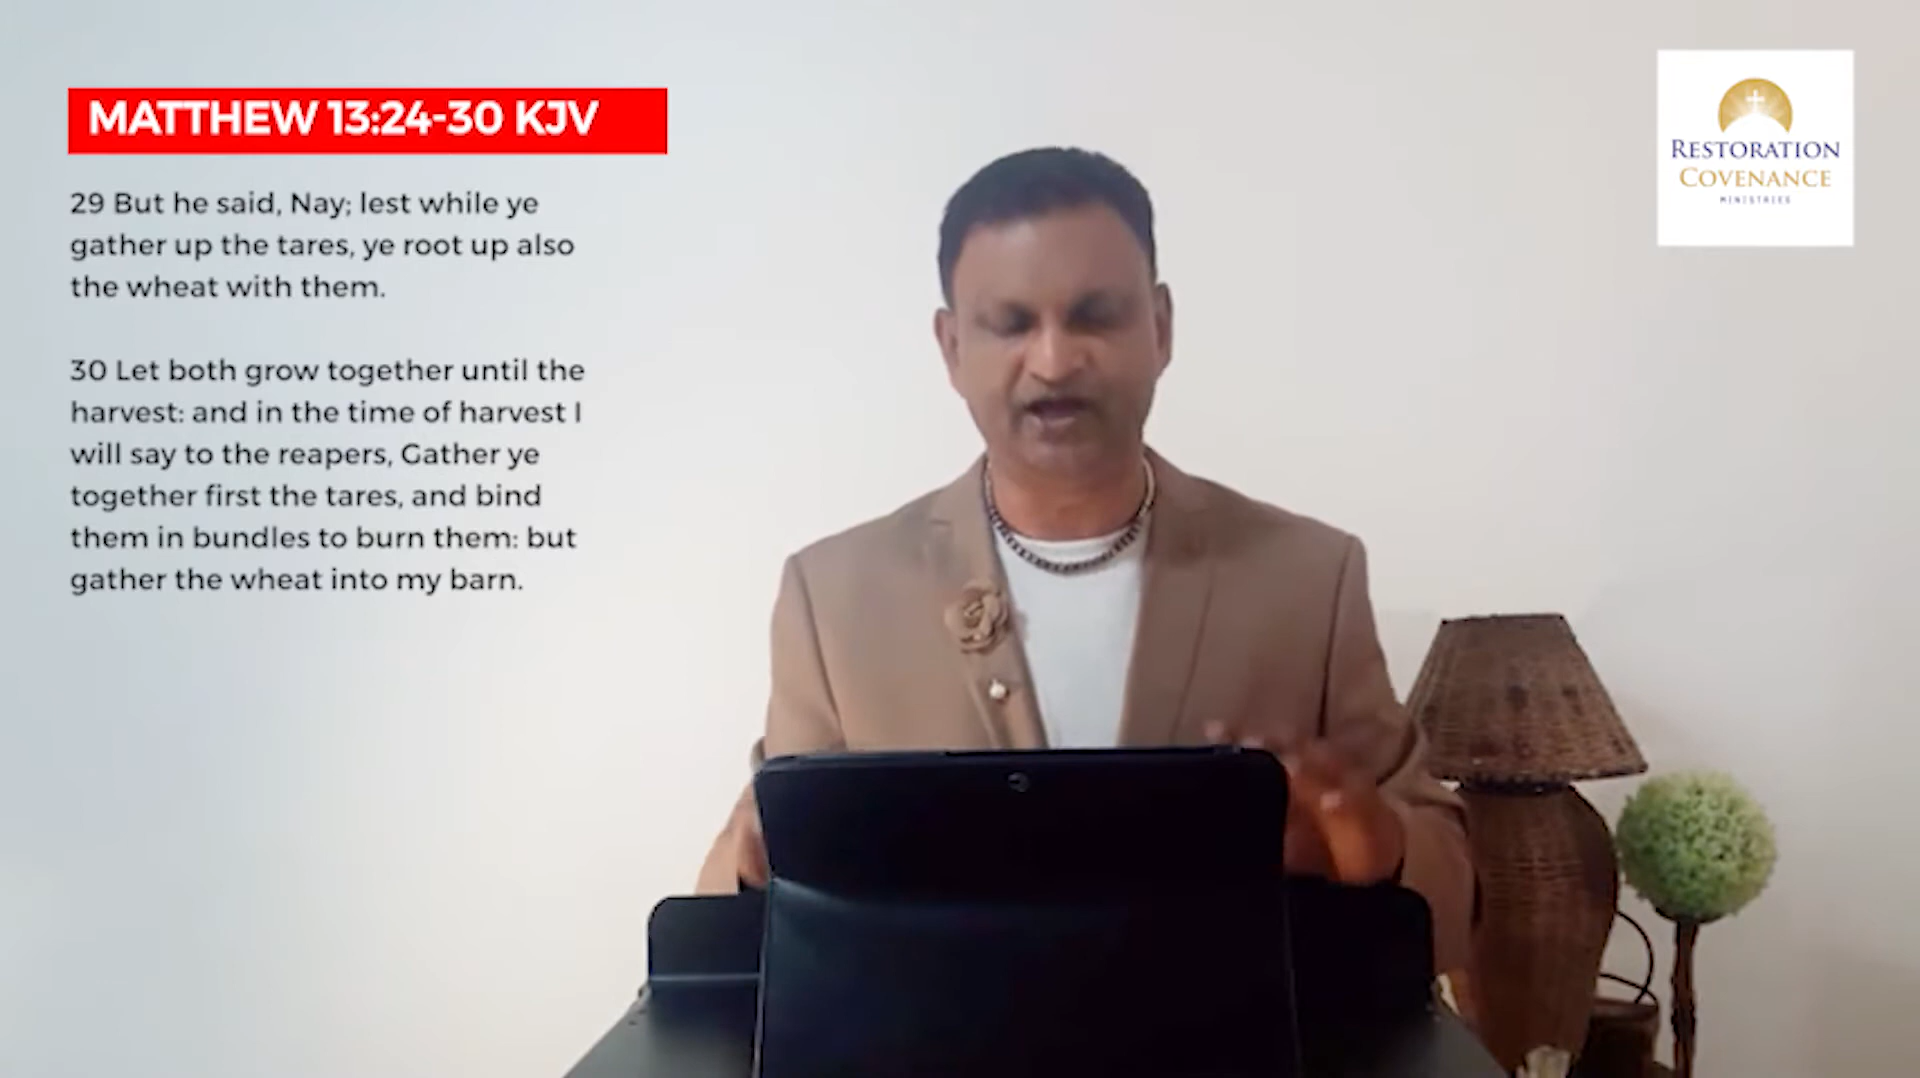 MATTHEW 13:24-30 KJV
29 But he said, Nay; lest while ye
gather up the tares, ye root up also
the wheat with them.
30 Let both grow together until the
harvest: and in the time of harvest I
will say to the reapers, Gather ye
together first the tares, and bind
them in bundles to burn them: but
gather the wheat into my barn.
RESTORATION
COVENANCE
MINISTRIES